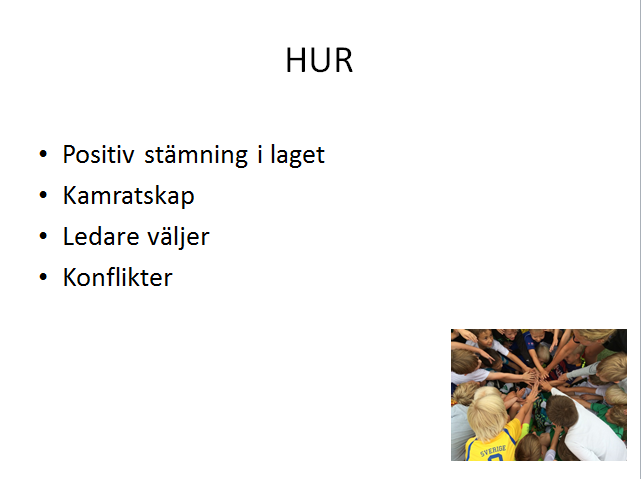 HUR
• Positiv stämning i laget
• Kamratskap
• Ledare väljer
• Konflikter
SVERIGE